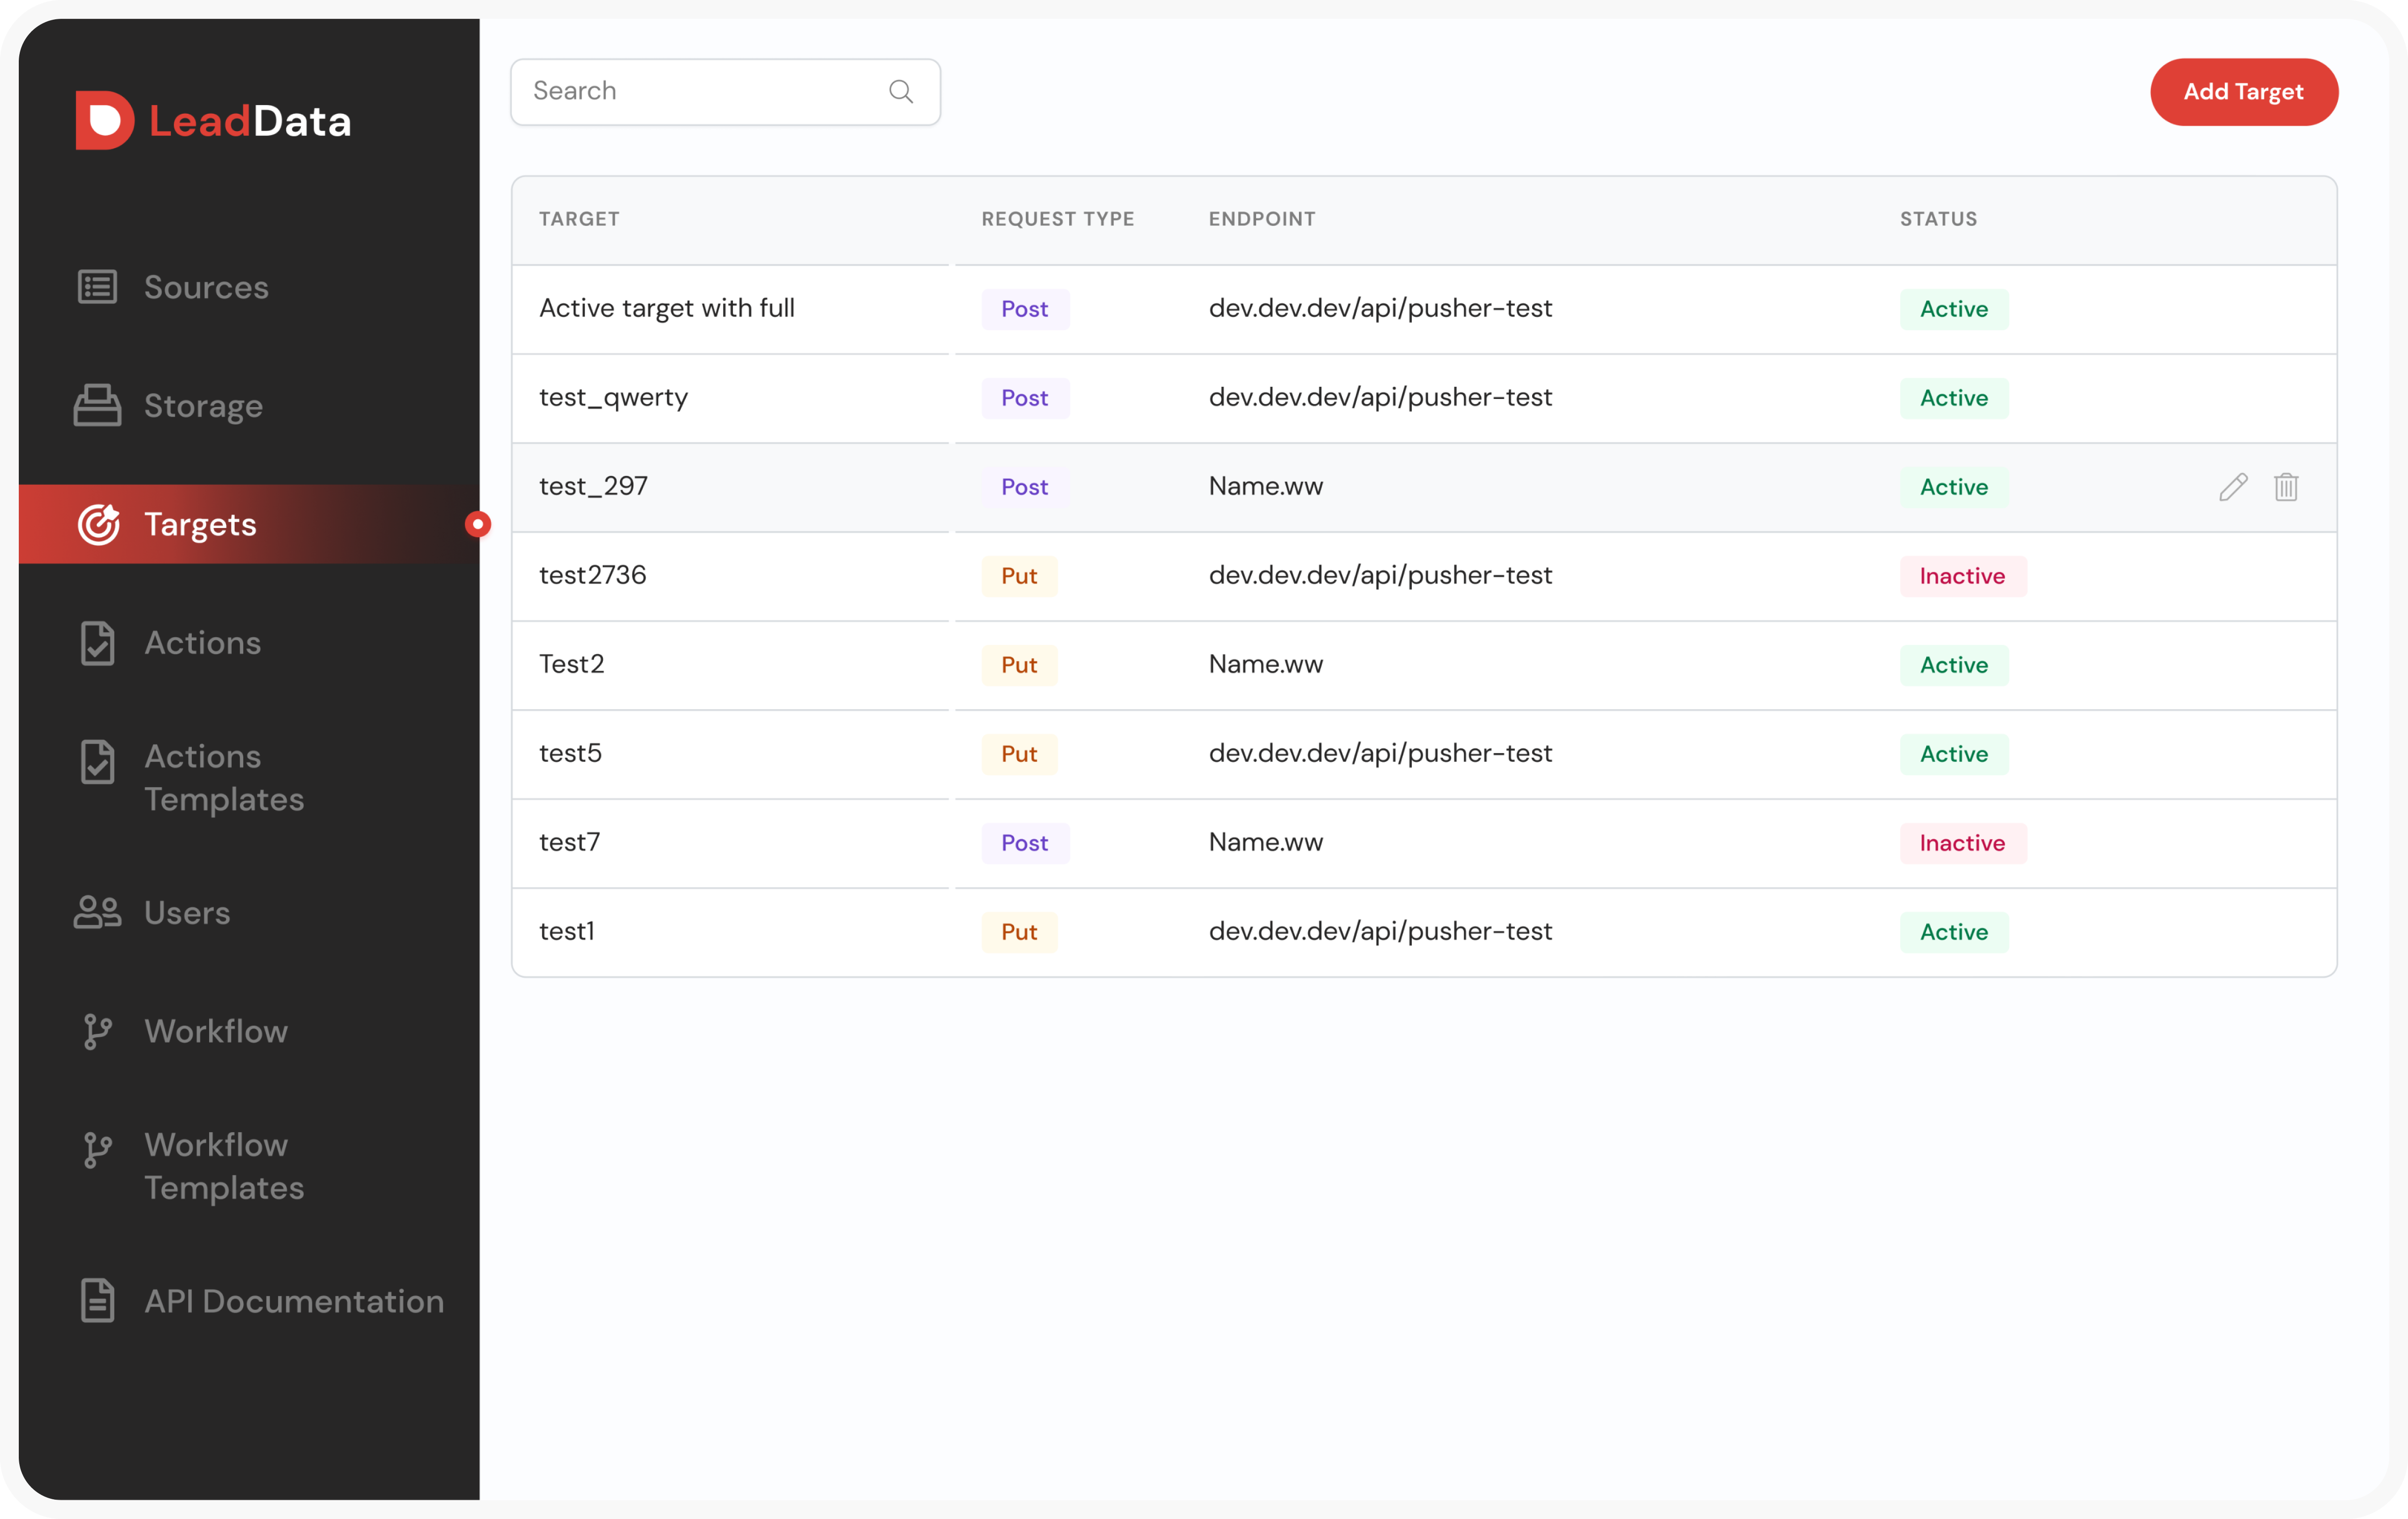 LeadData
Sources
Storage
Targets
Actions
Actions
Templates
Users
Workflow
Workflow
Templates
API Documentation
Search
Add Target
TARGET REQUEST TYPE ENDPOINT STATUS
Active target with full Post dev.dev.dev/api/pusher-test Active
test_qwerty Post dev.dev.dev/api/pusher-test Active
test_297 Post Name.ww Active
test2736 Put dev.dev.dev/api/pusher-test Inactive
Test2 Put Name.ww Active
test5 Put dev.dev.dev/api/pusher-test Active
test7 Post Name.ww Inactive
test1 Put dev.dev.dev/api/pusher-test Active